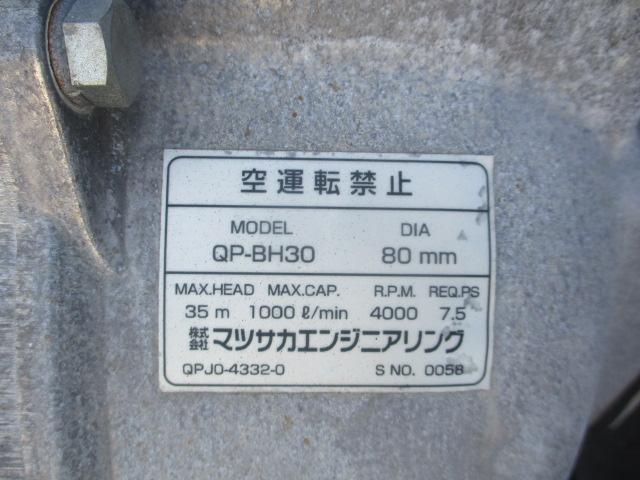 空運転禁止
MODEL DIA
QP-BH30 80 mm
MAX.HEAD MAX.CAP. R.P.M. REQ.PS
35 m 1000 ℓ/min 4000 7.5
株式会社マツサカエンジニアリング
QPJ0-4332-0 S NO. 0058